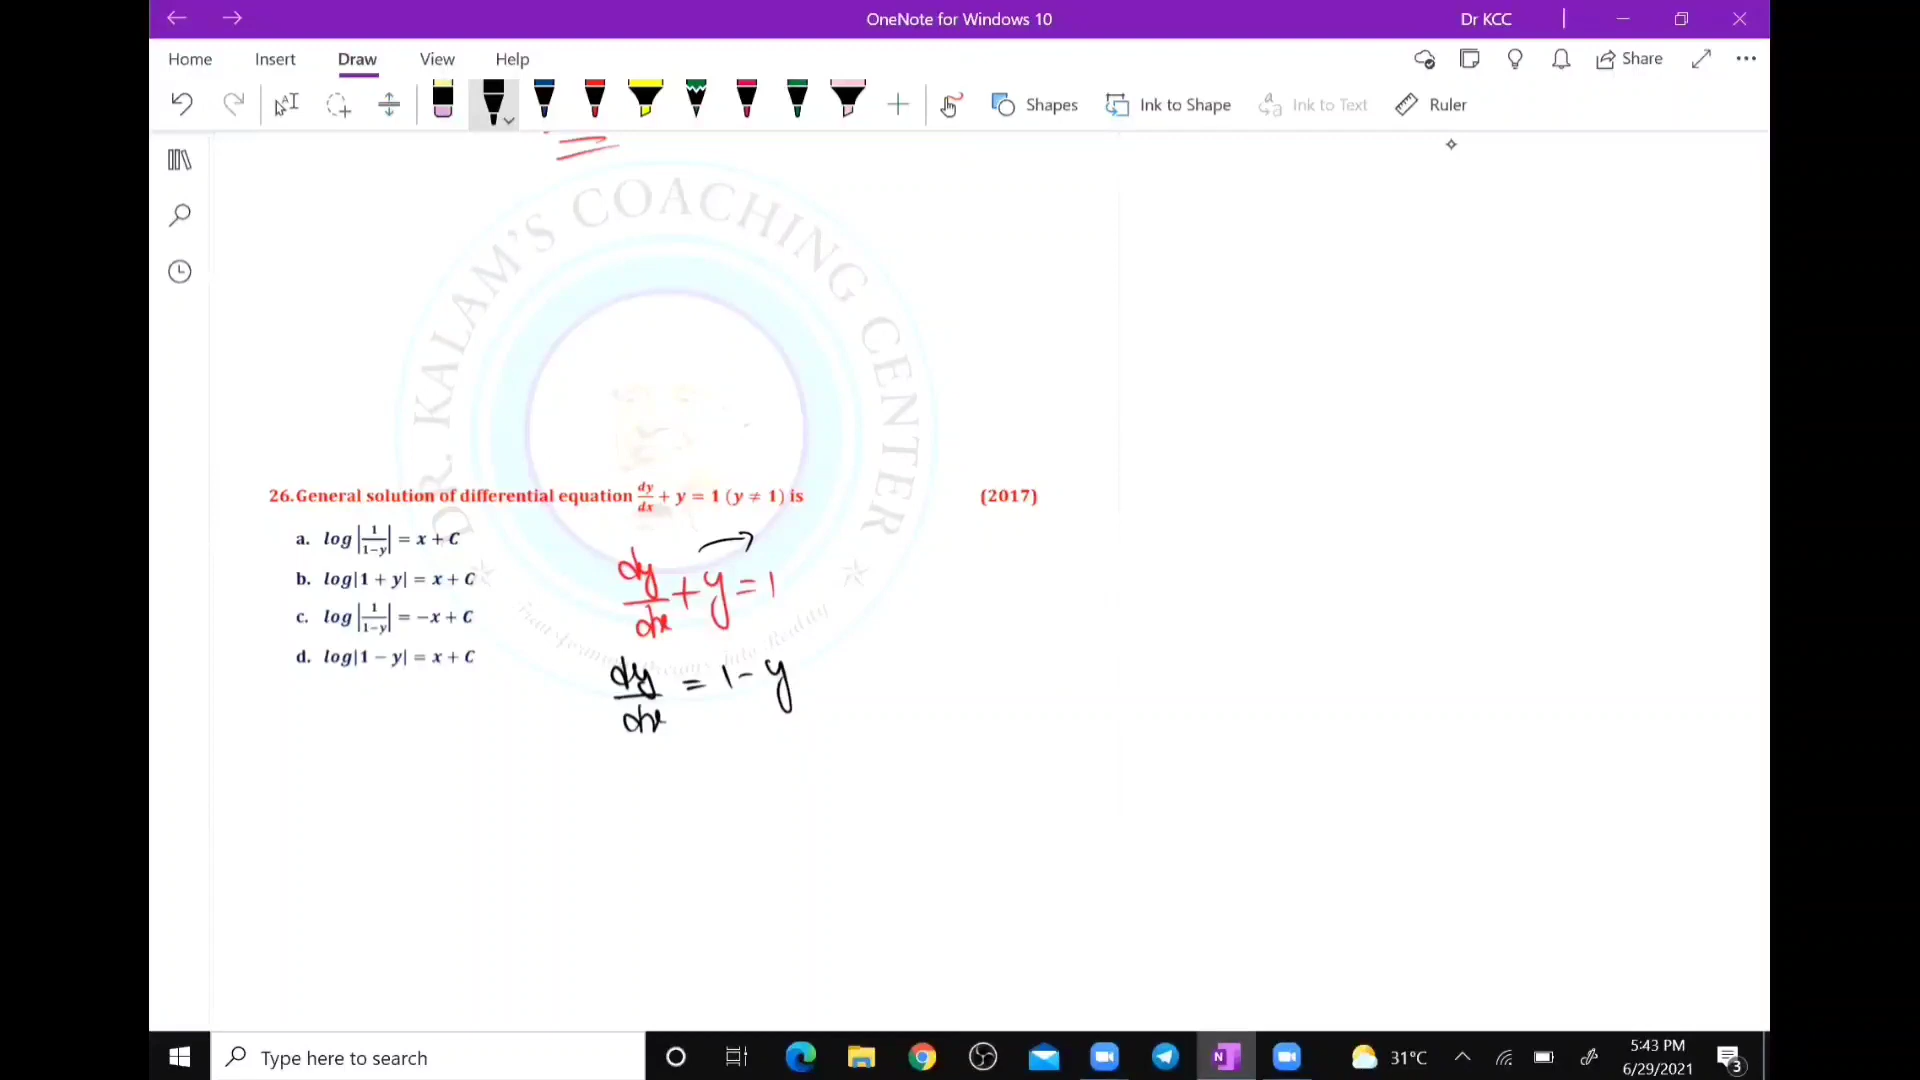 OneNote for Windows 10
Dr KCC
Home Insert Draw View Help
Share
Shapes Ink to Shape Ink to Text Ruler
DR. KALAM'S COACHING CENTER
26.General solution of differential equation dy/dx + y = 1 (y ≠ 1) is (2017)
a. log|1/1−y| = x + C
b. log|1 + y| = x + C
c. log|1/1−y| = −x + C
d. log|1 − y| = x + C
dy/dx + y = 1
dy/dx = 1 - y
Type here to search
31°C
5:43 PM
6/29/2021
3